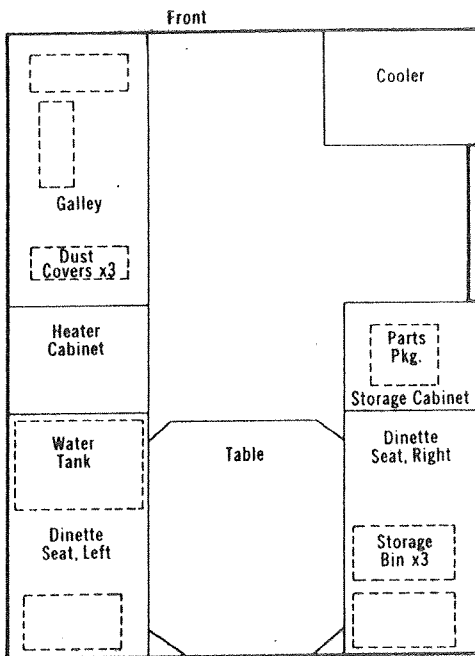 Front
Cooler
Galley
Dust
Covers x3
Heater
Cabinet
Parts
Pkg.
Storage Cabinet
Water
Tank
Table
Dinette
Seat, Right
Dinette
Seat, Left
Storage
Bin x3